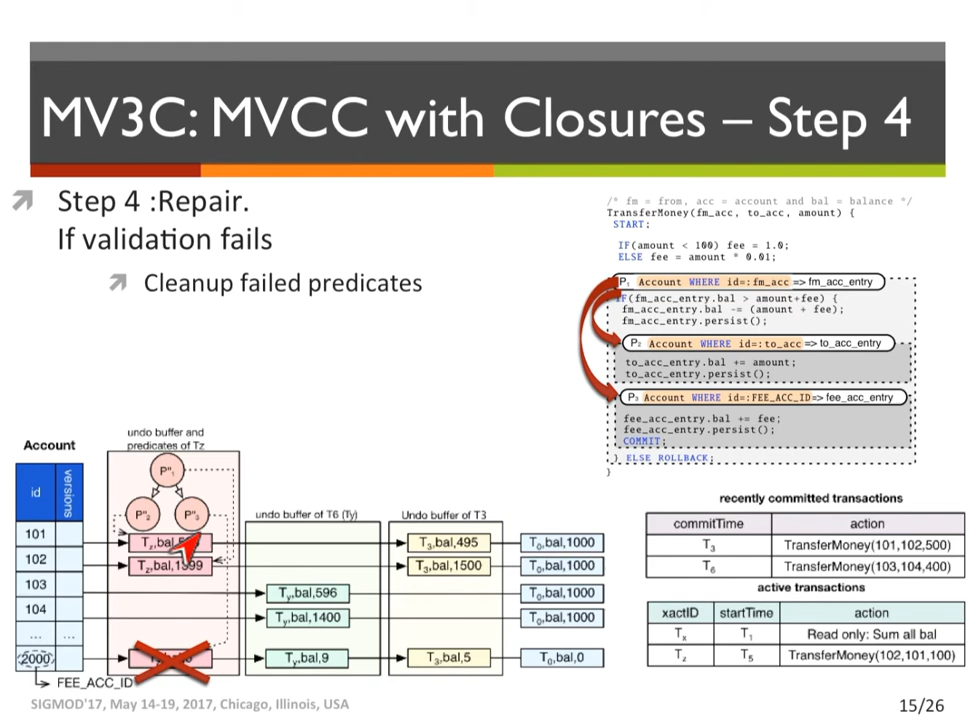 MV3C: MVCC with Closures – Step 4
Step 4 :Repair.
If validation fails
Cleanup failed predicates
/* fm = from, acc = account and bal = balance */
TransferMoney(fm_acc, to_acc, amount) {
START;
IF(amount < 100) fee = 1.0;
ELSE fee = amount * 0.01;
P₁ Account WHERE id=:fm_acc => fm_acc_entry
IF(fm_acc_entry.bal > amount+fee) {
fm_acc_entry.bal -= (amount + fee);
fm_acc_entry.persist();
P₂ Account WHERE id=:to_acc => to_acc_entry
to_acc_entry.bal += amount;
to_acc_entry.persist();
P₃ Account WHERE id=:FEE_ACC_ID=> fee_acc_entry
fee_acc_entry.bal += fee;
fee_acc_entry.persist();
COMMIT;
} ELSE ROLLBACK;
}
Account
id versions
101
102
103
104
... ...
2000
FEE_ACC_ID
undo buffer and
predicates of Tz
P"₁
P"₂ P"₃
Tz,bal,
Tz,bal,1399
undo buffer of T6 (Ty)
Ty,bal,596
Ty,bal,1400
Ty,bal,9
Undo buffer of T3
T₃,bal,495
T₃,bal,1500
T₃,bal,5
T₀,bal,1000
T₀,bal,1000
T₀,bal,1000
T₀,bal,1000
T₀,bal,0
recently committed transactions
commitTime action
T₃ TransferMoney(101,102,500)
T₆ TransferMoney(103,104,400)
active transactions
xactID startTime action
Tx T₁ Read only: Sum all bal
Tz T₅ TransferMoney(102,101,100)
SIGMOD'17, May 14-19, 2017, Chicago, Illinois, USA
15/26